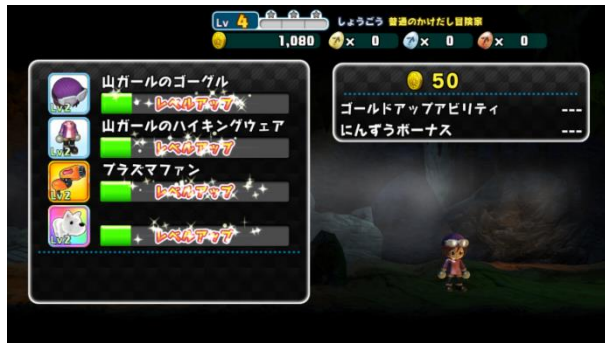 Lv 4
しょうごう 普通のかけだし冒険家
1,080 × 0 × 0 × 0
山ガールのゴーグル
Lv2 レベルアップ
山ガールのハイキングウェア
Lv2 レベルアップ
プラズマファン
Lv2 レベルアップ
Lv2 レベルアップ
50
ゴールドアップアビリティ ---
にんずうボーナス ---